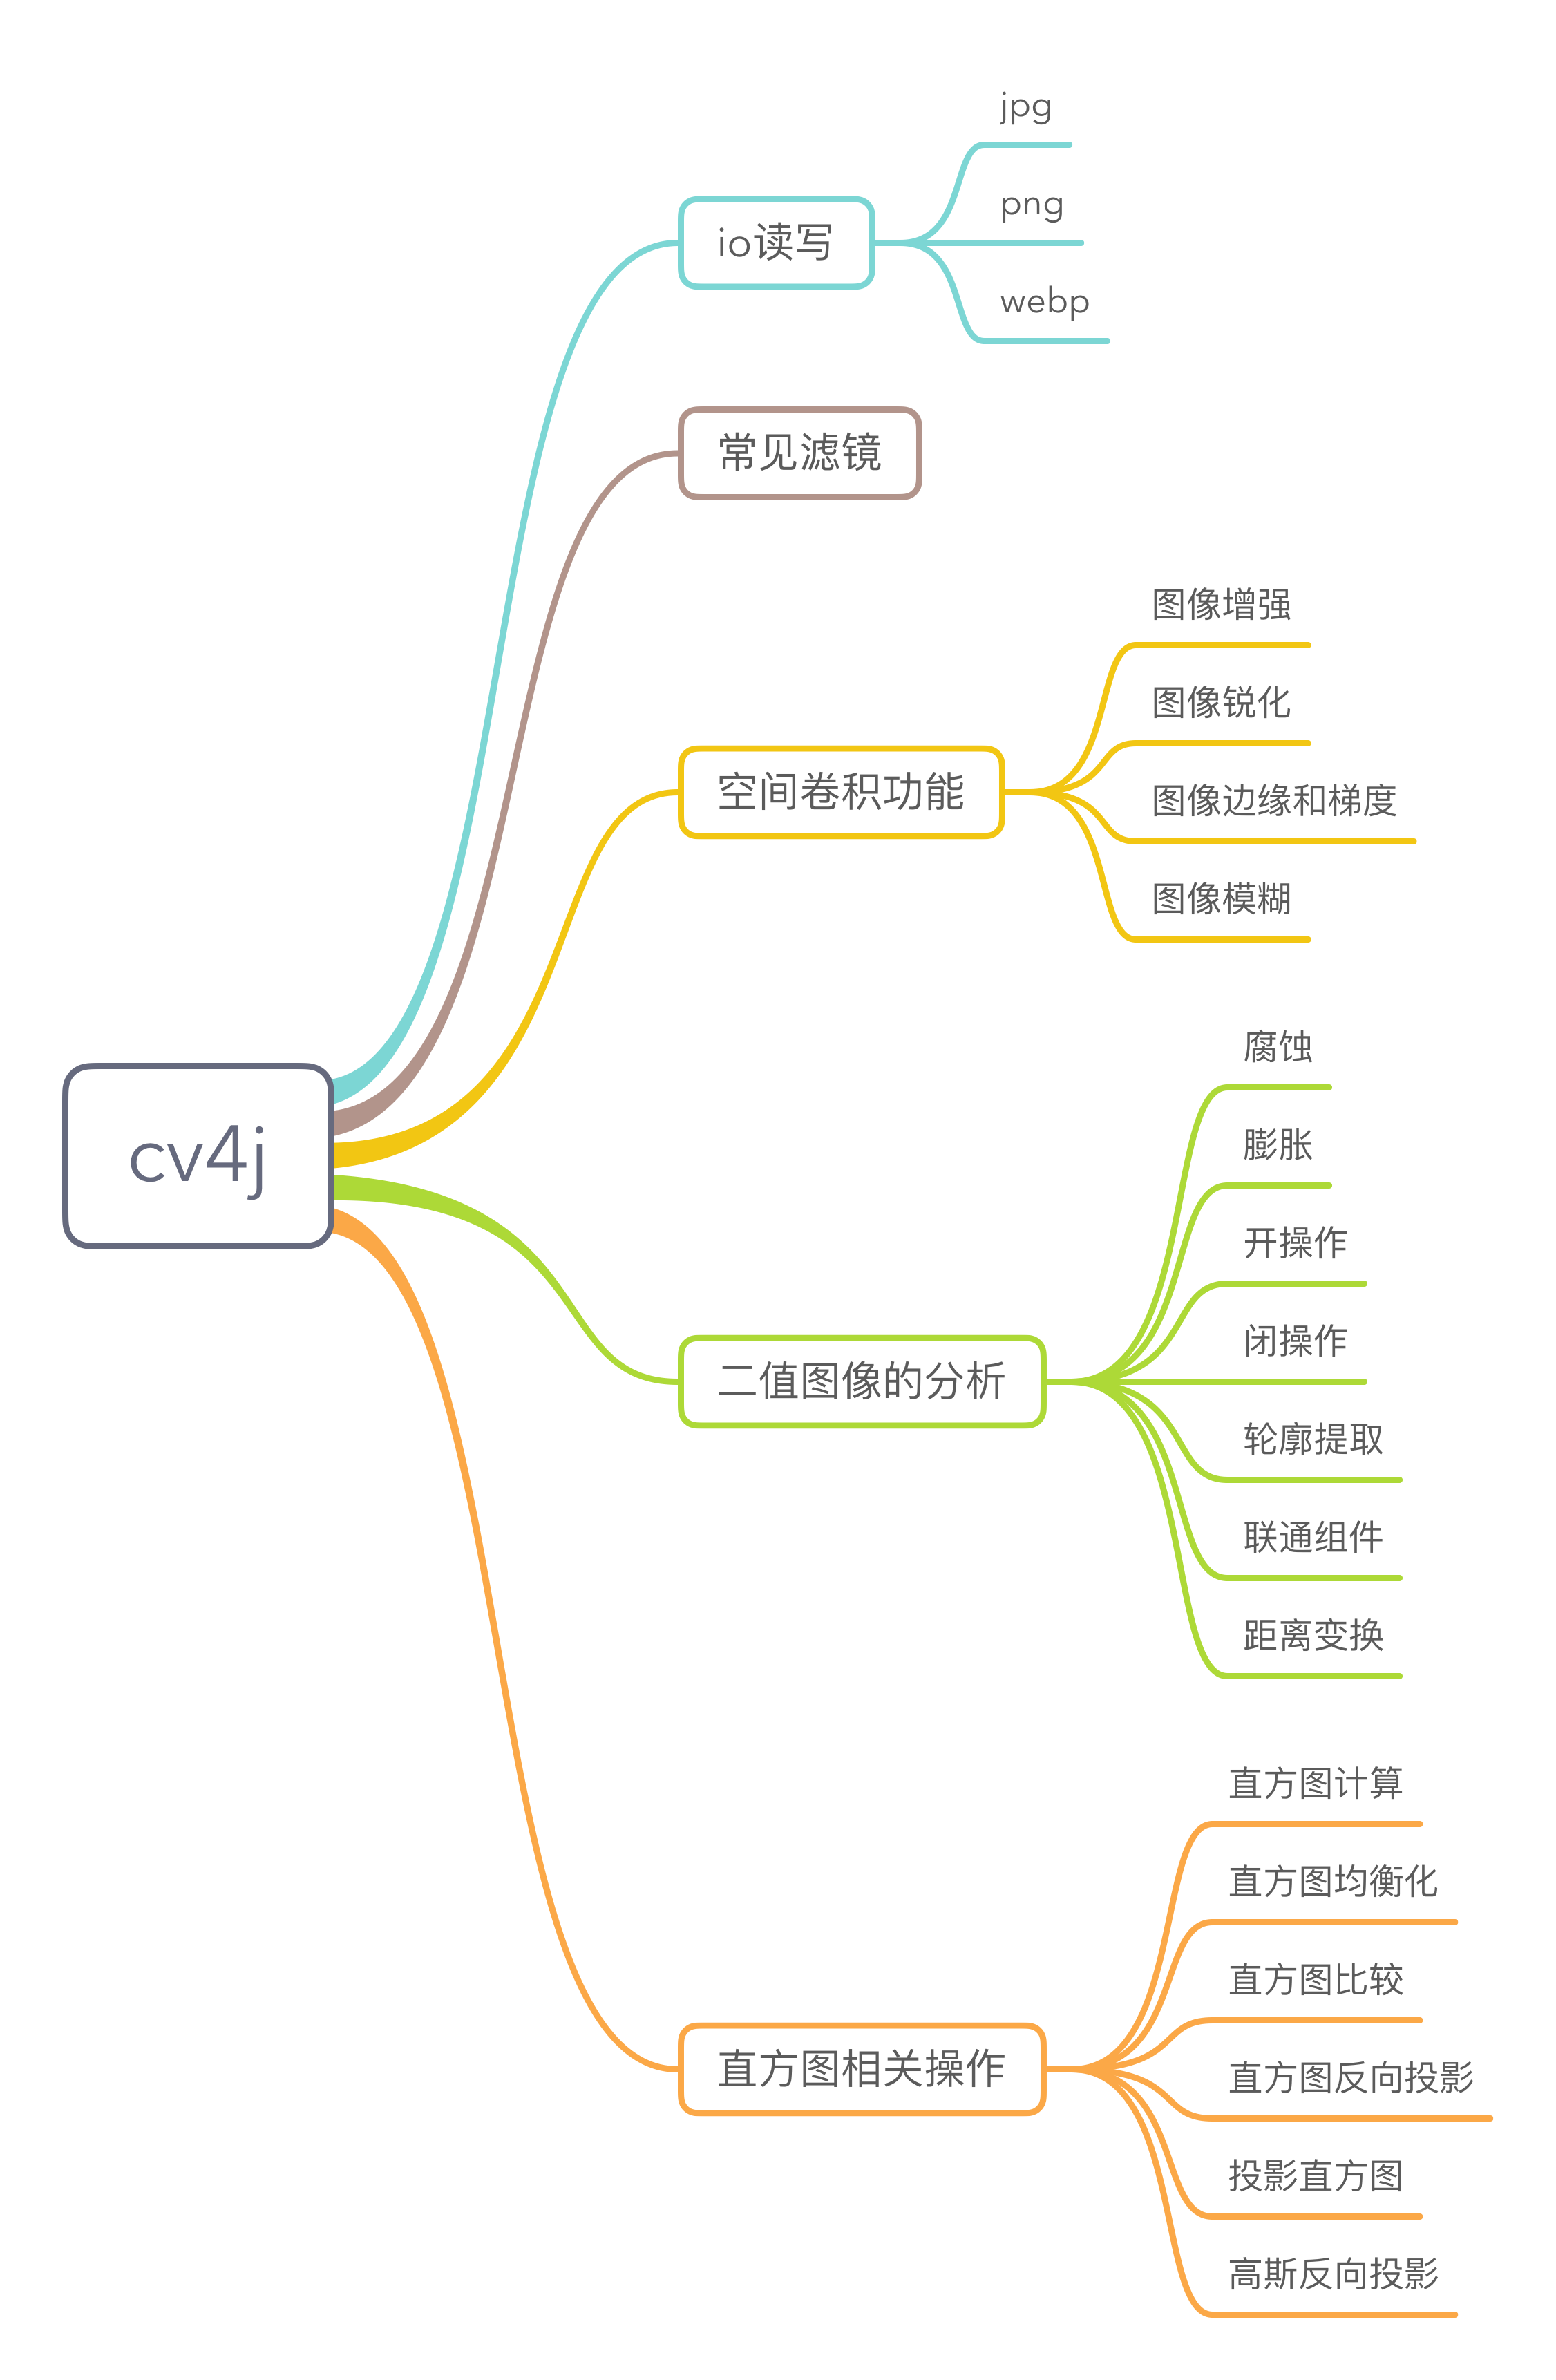 cv4j
io读写
jpg
png
webp
常见滤镜
空间卷积功能
图像增强
图像锐化
图像边缘和梯度
图像模糊
二值图像的分析
腐蚀
膨胀
开操作
闭操作
轮廓提取
联通组件
距离变换
直方图相关操作
直方图计算
直方图均衡化
直方图比较
直方图反向投影
投影直方图
高斯反向投影